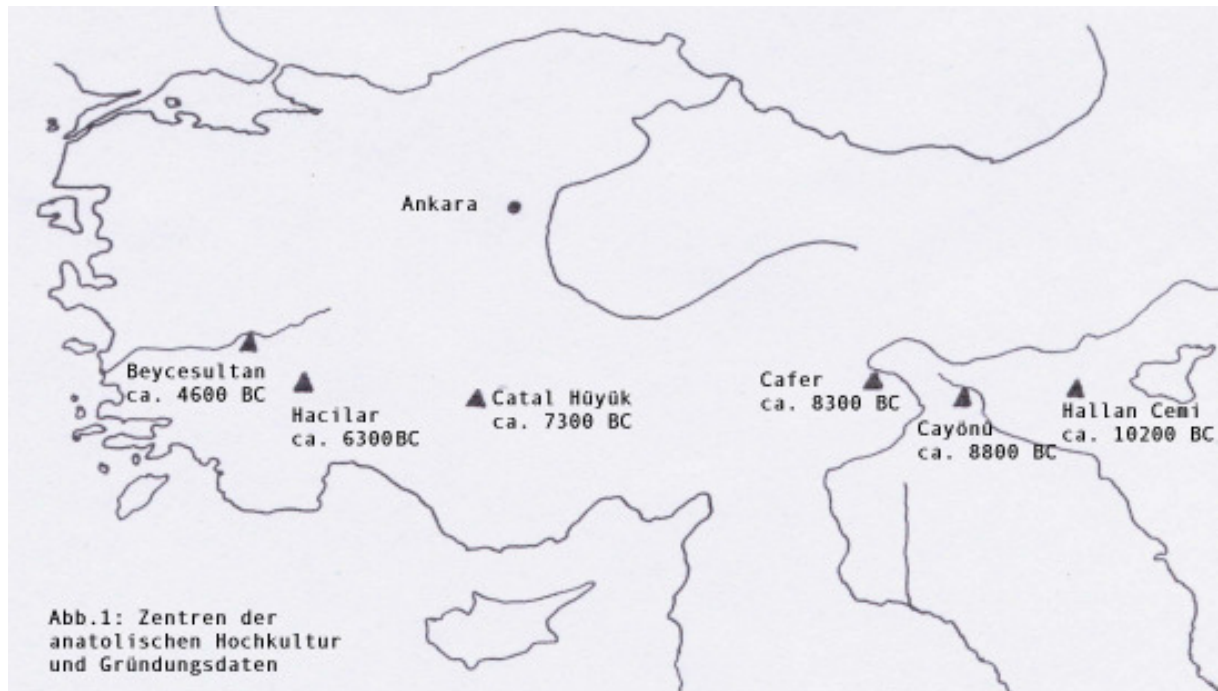 Ankara
Beycesultan
ca. 4600 BC
Hacilar
ca. 6300BC
Catal Hüyük
ca. 7300 BC
Cafer
ca. 8300 BC
Cayönü
ca. 8800 BC
Hallan Cemi
ca. 10200 BC
Abb.1: Zentren der
anatolischen Hochkultur
und Gründungsdaten